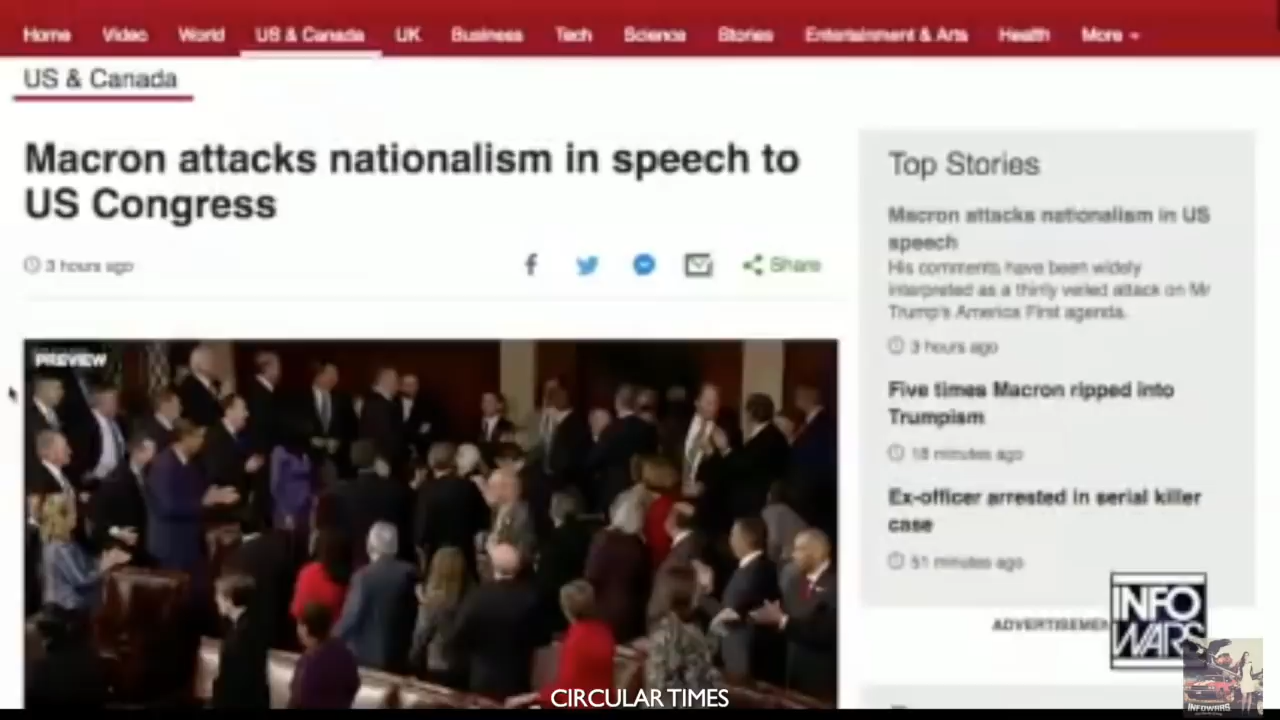 Home Video World US & Canada UK Business Tech Science Stories Entertainment & Arts Health More
US & Canada
Macron attacks nationalism in speech to
US Congress
3 hours ago
Share
PREVIEW
Top Stories
Macron attacks nationalism in US
speech
His comments have been widely
interpreted as a thinly veiled attack on Mr
Trump's America First agenda.
3 hours ago
Five times Macron ripped into
Trumpism
18 minutes ago
Ex-officer arrested in serial killer
case
51 minutes ago
ADVERTISEMEN
INFO
WARS
INFOWARS
CIRCULAR TIMES